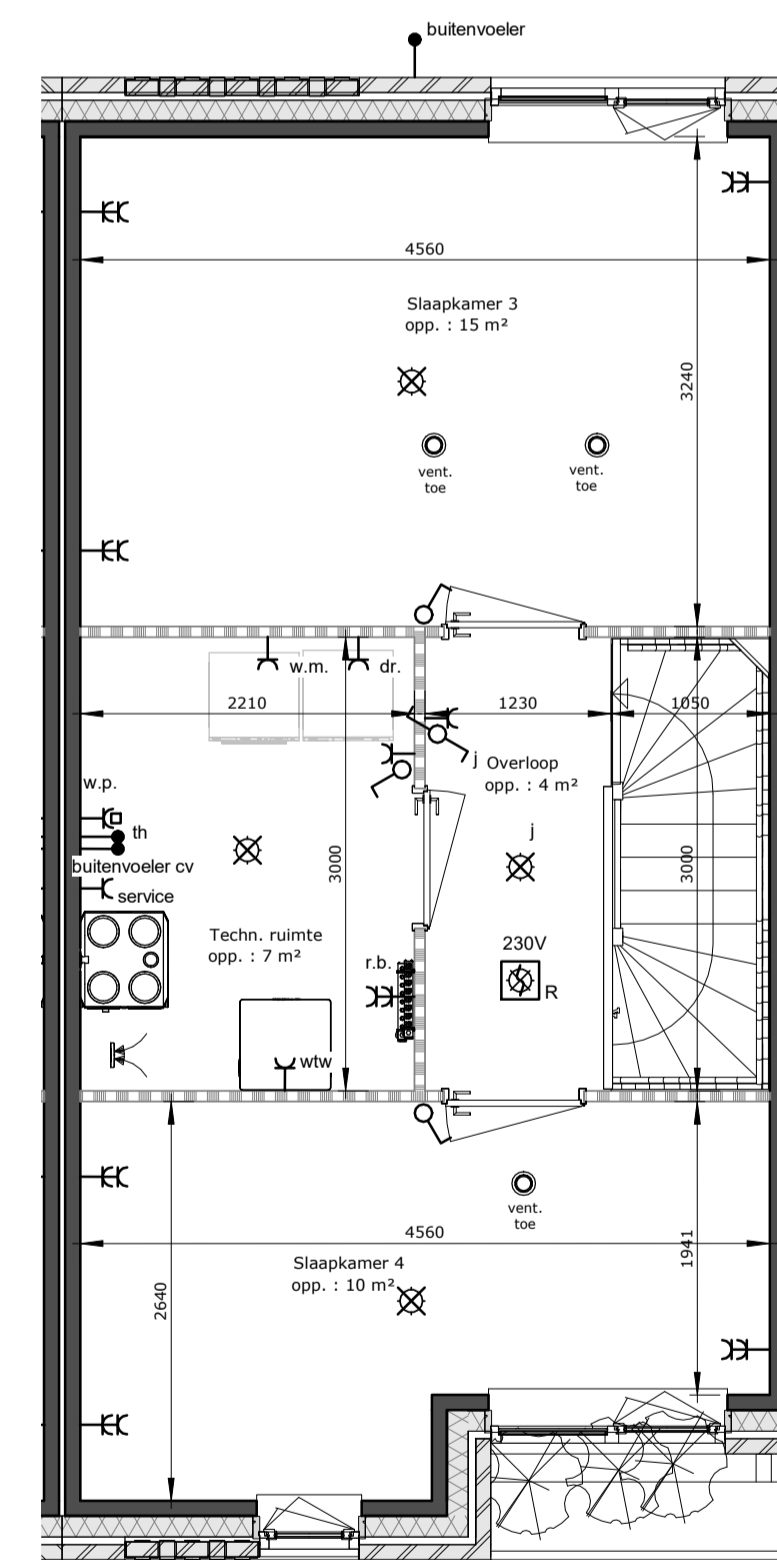 buitenvoeler
4560
Slaapkamer 3
opp. : 15 m²
3240
vent.
toe
vent.
toe
w.m.
dr.
2210
1230
1050
j
Overloop
opp. : 4 m²
w.p.
th
buitenvoeler cv
service
j
3000
3000
Techn. ruimte
opp. : 7 m²
230V
r.b.
R
wtw
vent.
toe
4560
1941
Slaapkamer 4
opp. : 10 m²
2640